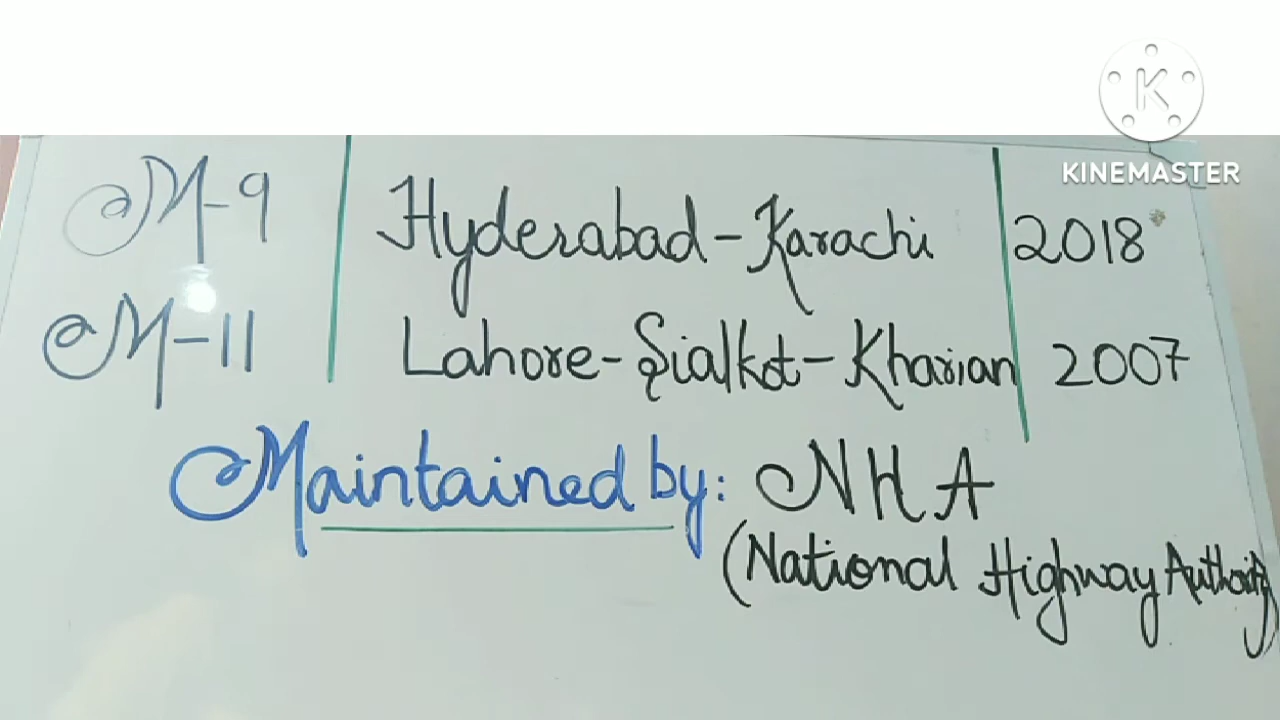 KINEMASTER
M-9 Hyderabad-Karachi 2018
M-11 Lahore-Sialkot-Kharian 2007
Maintained by: NHA
(National Highway Authority)